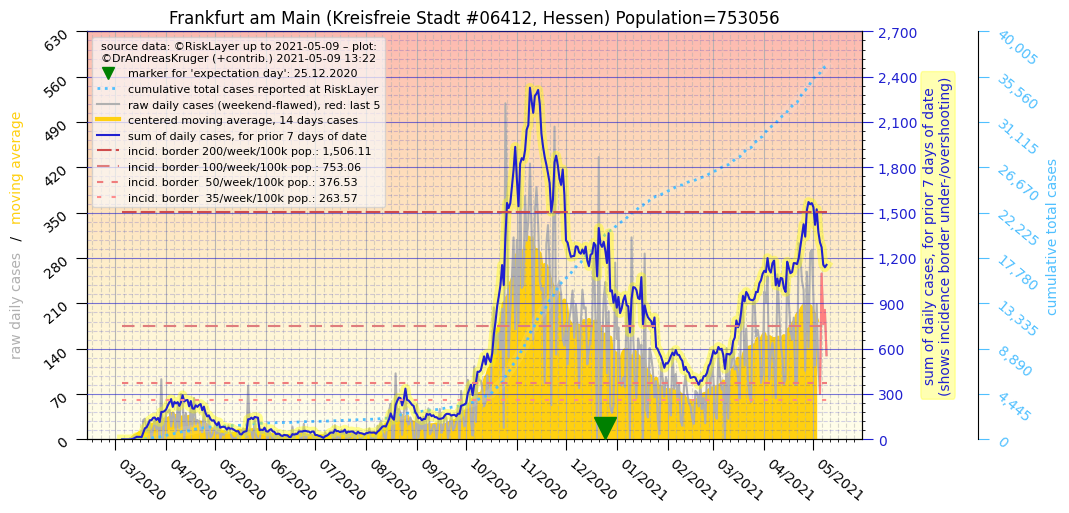 Frankfurt am Main (Kreisfreie Stadt #06412, Hessen) Population=753056
source data: ©RiskLayer up to 2021-05-09 – plot:
©DrAndreasKruger (+contrib.) 2021-05-09 13:22
marker for 'expectation day': 25.12.2020
cumulative total cases reported at RiskLayer
raw daily cases (weekend-flawed), red: last 5
centered moving average, 14 days cases
sum of daily cases, for prior 7 days of date
incid. border 200/week/100k pop.: 1,506.11
incid. border 100/week/100k pop.: 753.06
incid. border  50/week/100k pop.: 376.53
incid. border  35/week/100k pop.: 263.57
raw daily cases / moving average
630
560
490
420
350
280
210
140
70
0
03/2020
04/2020
05/2020
06/2020
07/2020
08/2020
09/2020
10/2020
11/2020
12/2020
01/2021
02/2021
03/2021
04/2021
05/2021
2,700
2,400
2,100
1,800
1,500
1,200
900
600
300
0
sum of daily cases, for prior 7 days of date
(shows incidence border under-/overshooting)
40,005
35,560
31,115
26,670
22,225
17,780
13,335
8,890
4,445
0
cumulative total cases